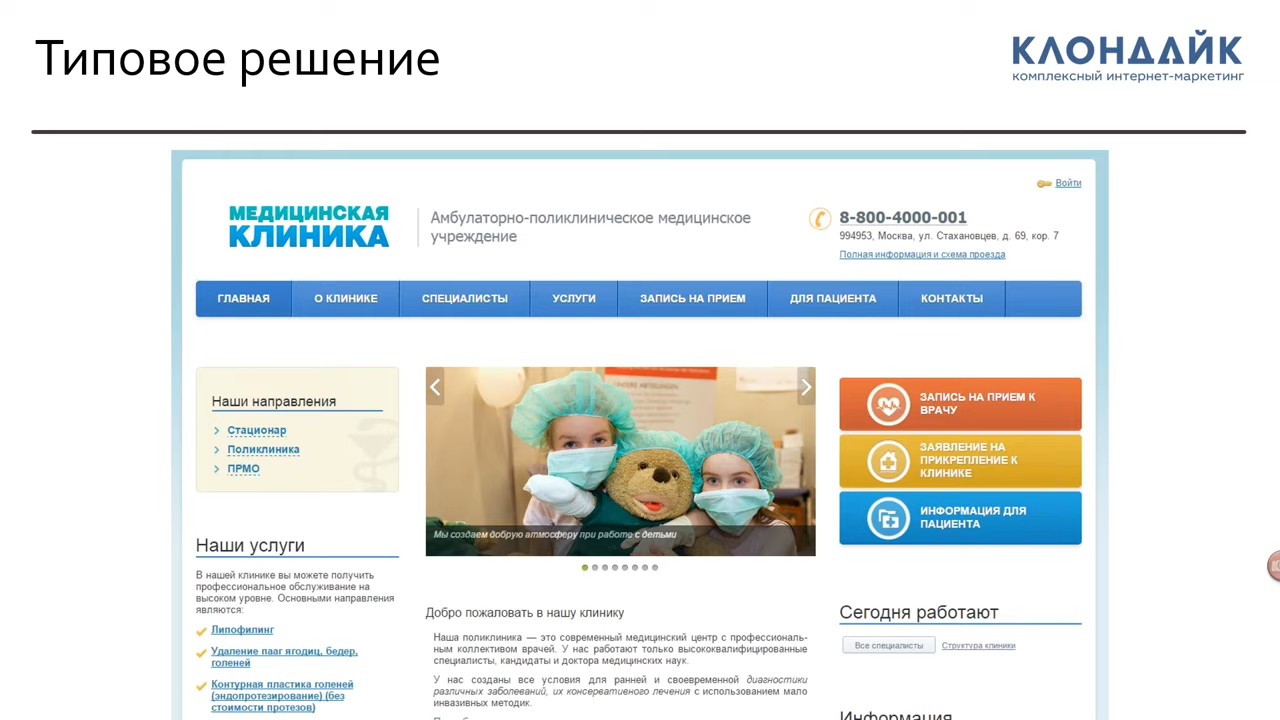 Типовое решение
КЛОНДАЙК
комплексный интернет-маркетинг
Войти
МЕДИЦИНСКАЯ
КЛИНИКА
Амбулаторно-поликлиническое медицинское
учреждение
8-800-4000-001
994953, Москва, ул. Стахановцев, д. 69, кор. 7
Полная информация и схема проезда
ГЛАВНАЯ О КЛИНИКЕ СПЕЦИАЛИСТЫ УСЛУГИ ЗАПИСЬ НА ПРИЕМ ДЛЯ ПАЦИЕНТА КОНТАКТЫ
Наши направления
Стационар
Поликлиника
ПРМО
Наши услуги
В нашей клинике вы можете получить
профессиональное обслуживание на
высоком уровне. Основными направления
являются:
Липофилинг
Удаление пааг ягодиц, бедер,
голеней
Контурная пластика голеней
(эндопротезирование) (без
стоимости протезов)
Мы создаем добрую атмосферу при работе с детьми
Добро пожаловать в нашу клинику
Наша поликлиника — это современный медицинский центр с профессиональ-
ным коллективом врачей. У нас работают только высококвалифицированные
специалисты, кандидаты и доктора медицинских наук.
У нас созданы все условия для ранней и своевременной диагностики
различных заболеваний, их консервативного лечения с использованием мало
инвазивных методик.
ЗАПИСЬ НА ПРИЕМ К
ВРАЧУ
ЗАЯВЛЕНИЕ НА
ПРИКРЕПЛЕНИЕ К
КЛИНИКЕ
ИНФОРМАЦИЯ ДЛЯ
ПАЦИЕНТА
Сегодня работают
Все специалисты Структура клиники
Информация